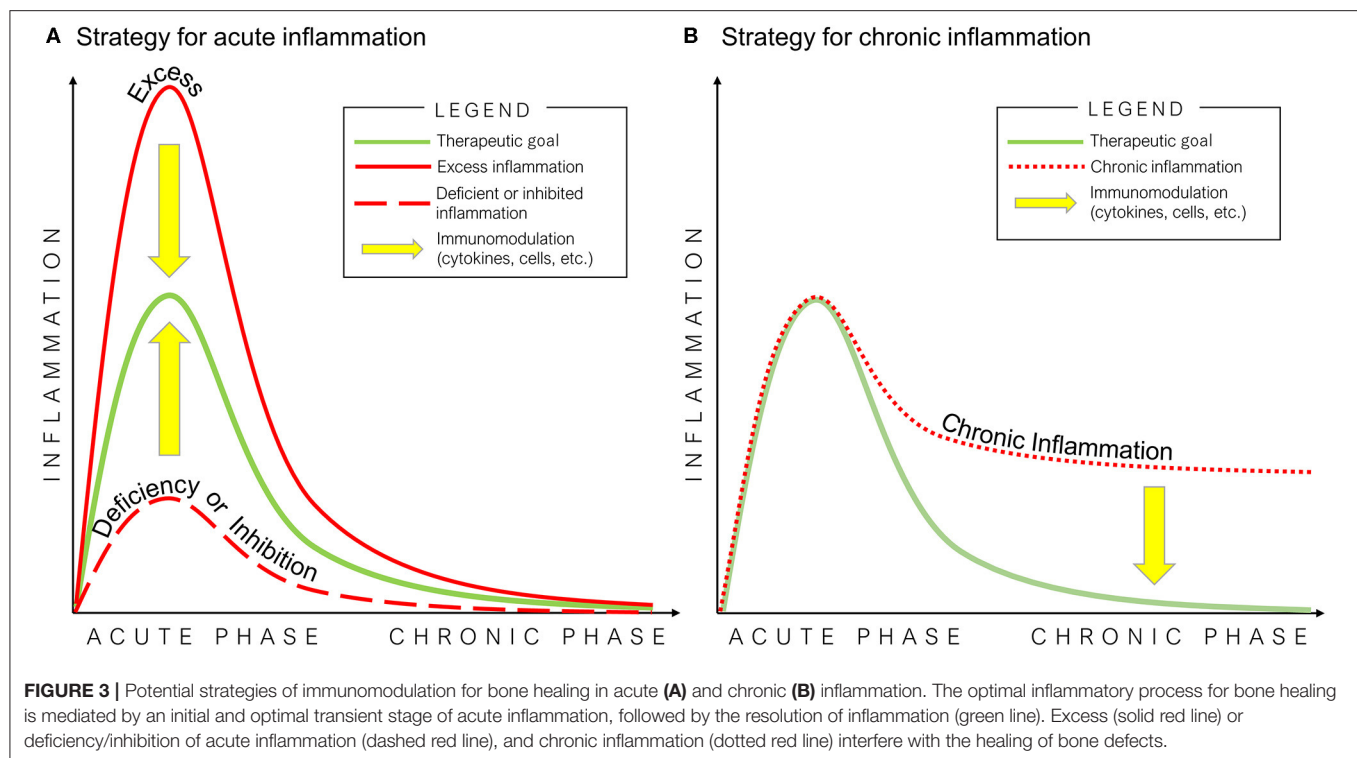 A Strategy for acute inflammation
Excess
LEGEND
Therapeutic goal
Excess inflammation
Deficient or inhibited
inflammation
Immunomodulation
(cytokines, cells, etc.)
INFLAMMATION
Deficiency or Inhibition
ACUTE PHASE CHRONIC PHASE
B Strategy for chronic inflammation
LEGEND
Therapeutic goal
Chronic inflammation
Immunomodulation
(cytokines, cells, etc.)
INFLAMMATION
Chronic Inflammation
ACUTE PHASE CHRONIC PHASE
FIGURE 3 | Potential strategies of immunomodulation for bone healing in acute (A) and chronic (B) inflammation. The optimal inflammatory process for bone healing
is mediated by an initial and optimal transient stage of acute inflammation, followed by the resolution of inflammation (green line). Excess (solid red line) or
deficiency/inhibition of acute inflammation (dashed red line), and chronic inflammation (dotted red line) interfere with the healing of bone defects.